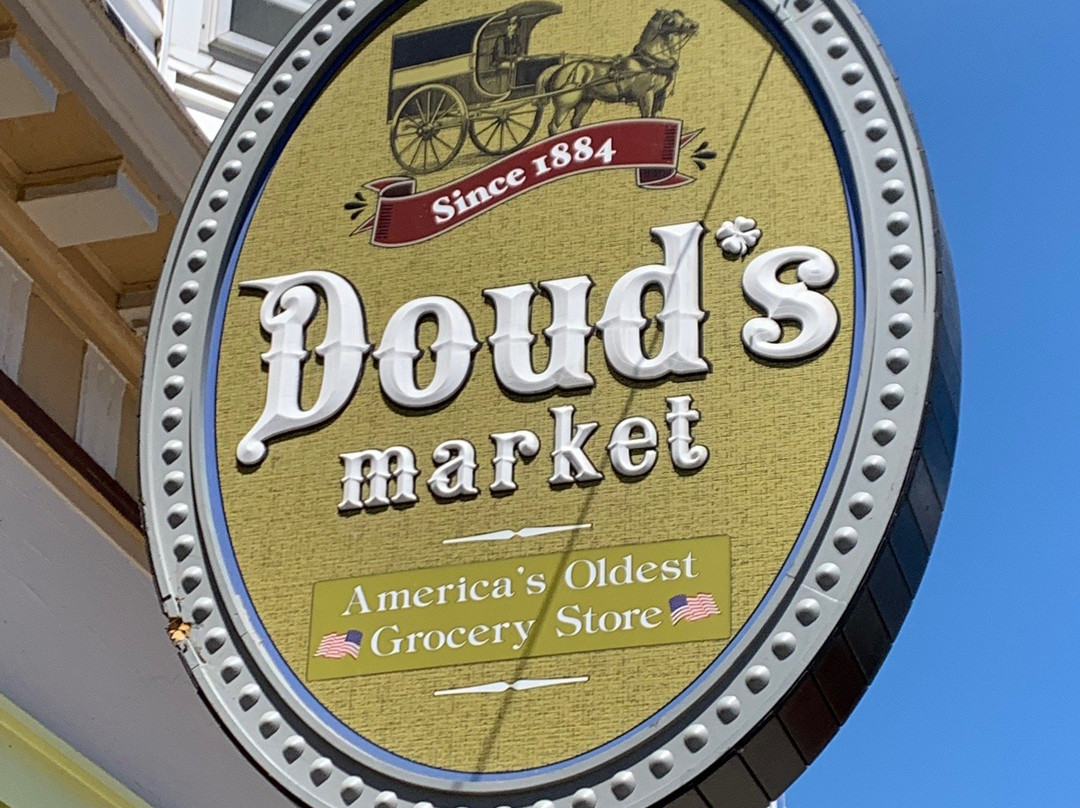 Since 1884
Doud's
market
America's Oldest
Grocery Store